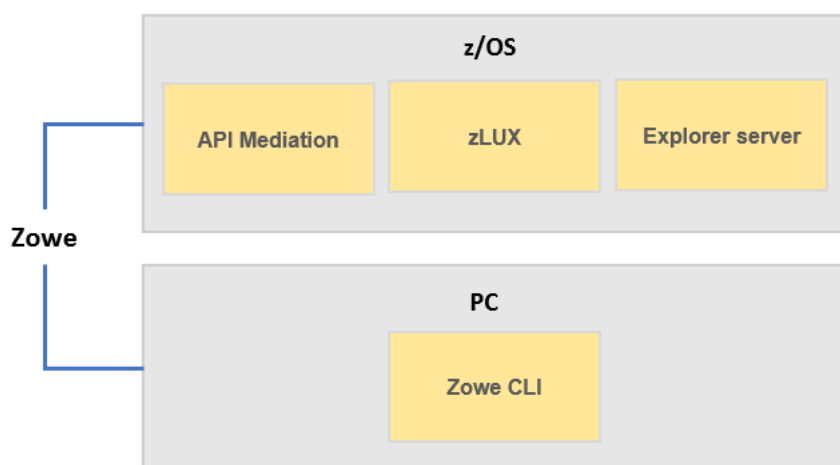 z/OS
API Mediation
zLUX
Explorer server
Zowe
PC
Zowe CLI